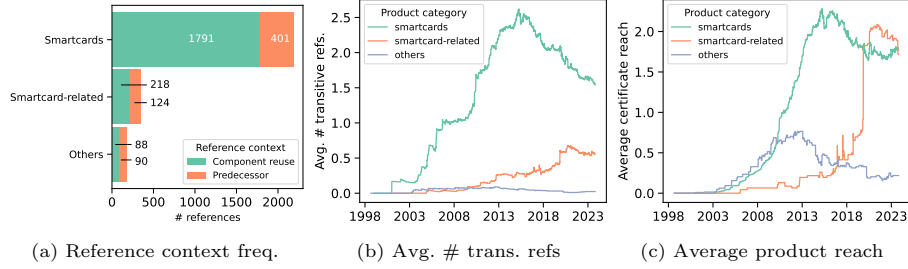 Smartcards
Smartcard-related
Others
1791
401
218
124
88
90
Reference context
Component reuse
Predecessor
0
500
1000
1500
2000
# references
(a) Reference context freq.
Avg. # transitive refs.
2.5
2.0
1.5
1.0
0.5
0.0
Product category
smartcards
smartcard-related
others
1998
2003
2008
2013
2018
2023
(b) Avg. # trans. refs
Average certificate reach
2.0
1.5
1.0
0.5
0.0
Product category
smartcards
smartcard-related
others
1998
2003
2008
2013
2018
2023
(c) Average product reach